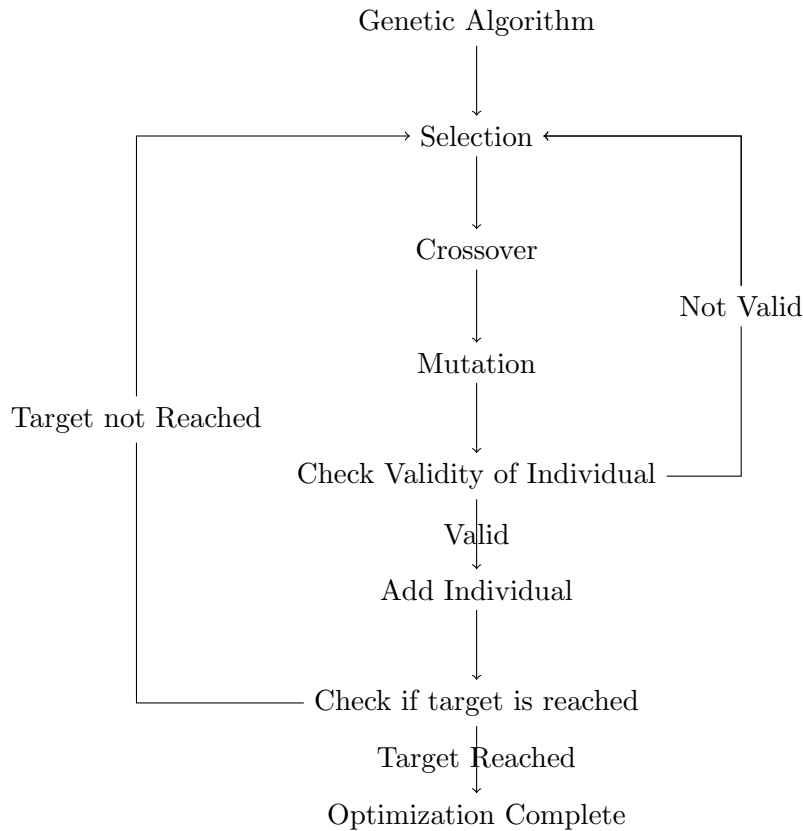 Genetic Algorithm
Selection
Crossover
Not Valid
Mutation
Target not Reached
Check Validity of Individual
Valid
Add Individual
Check if target is reached
Target Reached
Optimization Complete